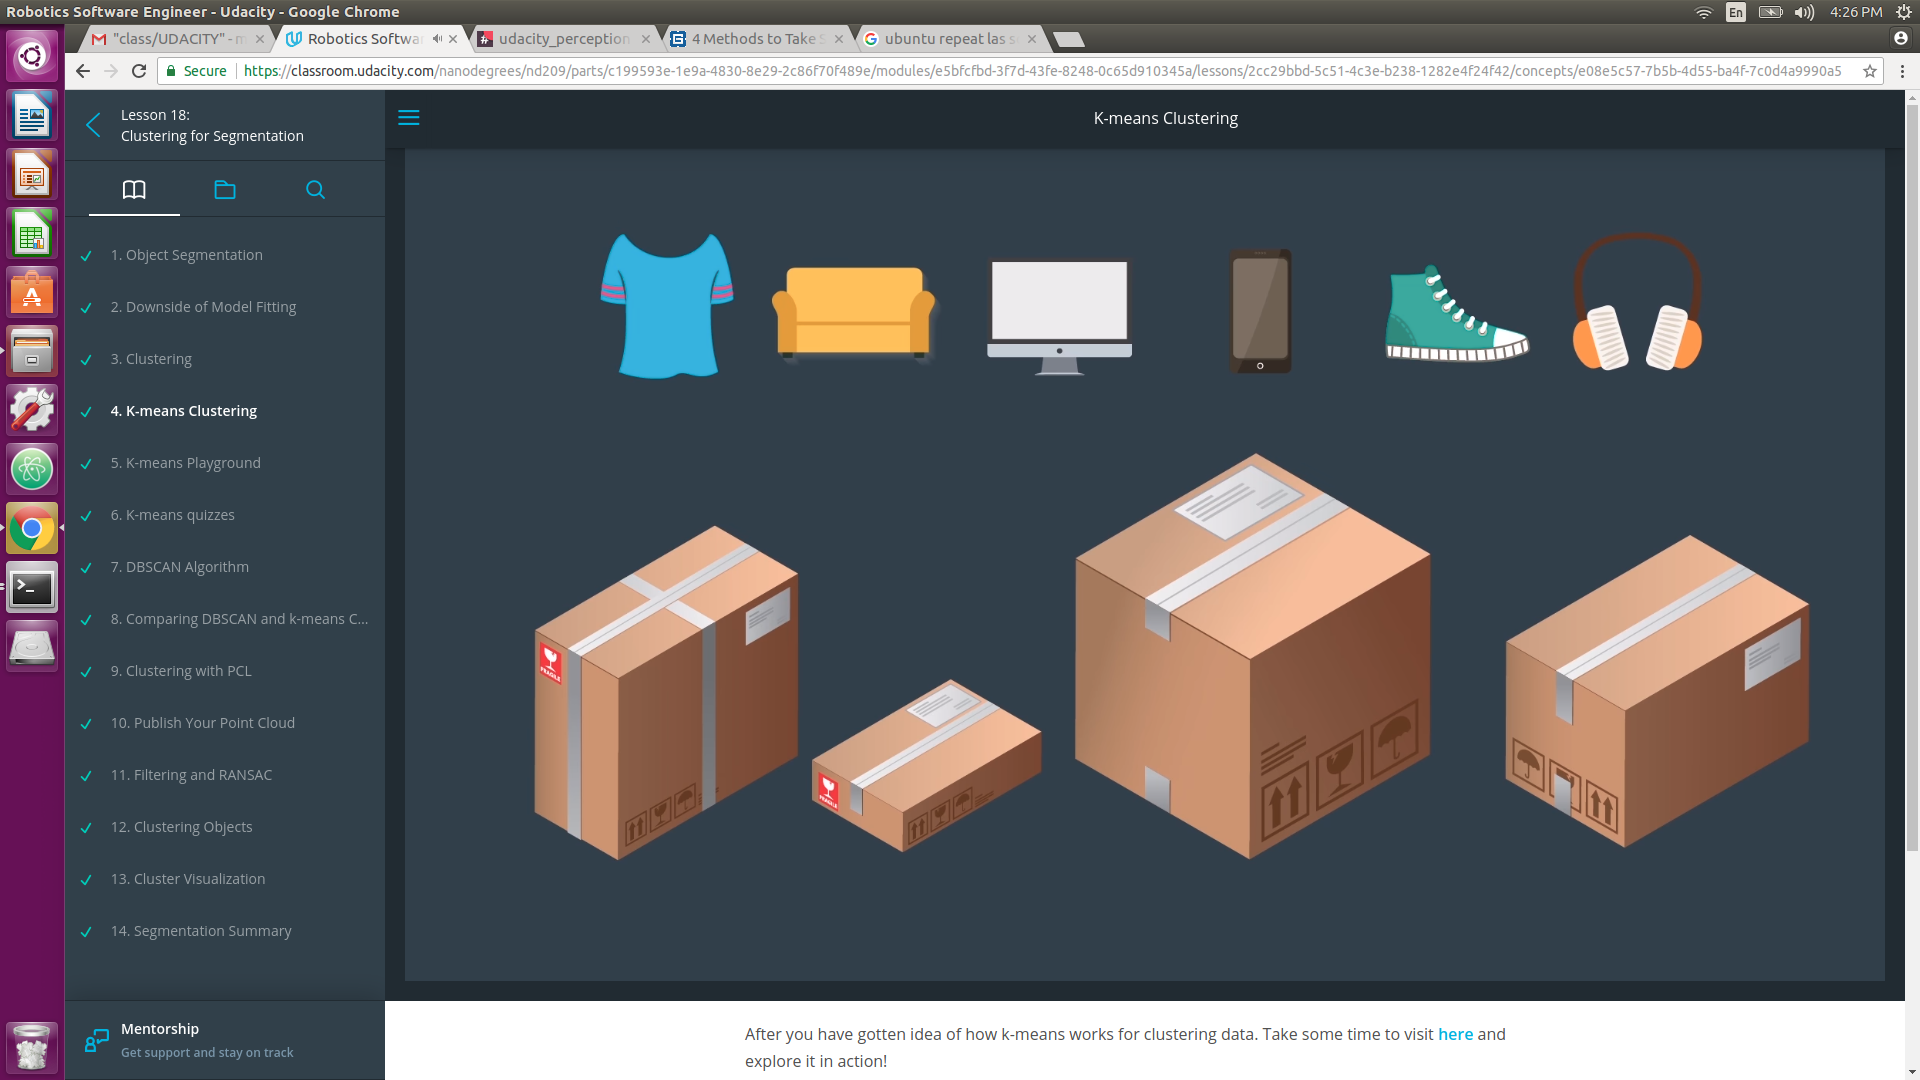 Robotics Software Engineer - Udacity - Google Chrome
En
4:26 PM
"class/UDACITY" - m
Robotics Softwa
udacity_perception
4 Methods to Take S
ubuntu repeat las s
Secure
https://classroom.udacity.com/nanodegrees/nd209/parts/c199593e-1e9a-4830-8e29-2c86f70f489e/modules/e5bfcfbd-3f7d-43fe-8248-0c65d910345a/lessons/2cc29bbd-5c51-4c3e-b238-1282e4f24f42/concepts/e08e5c57-7b5b-4d55-ba4f-7c0d4a9990a5
Lesson 18:
Clustering for Segmentation
K-means Clustering
1. Object Segmentation
2. Downside of Model Fitting
3. Clustering
4. K-means Clustering
5. K-means Playground
6. K-means quizzes
7. DBSCAN Algorithm
8. Comparing DBSCAN and k-means C...
9. Clustering with PCL
10. Publish Your Point Cloud
11. Filtering and RANSAC
12. Clustering Objects
13. Cluster Visualization
14. Segmentation Summary
FRAGILE
FRAGILE
Mentorship
Get support and stay on track
After you have gotten idea of how k-means works for clustering data. Take some time to visit here and
explore it in action!